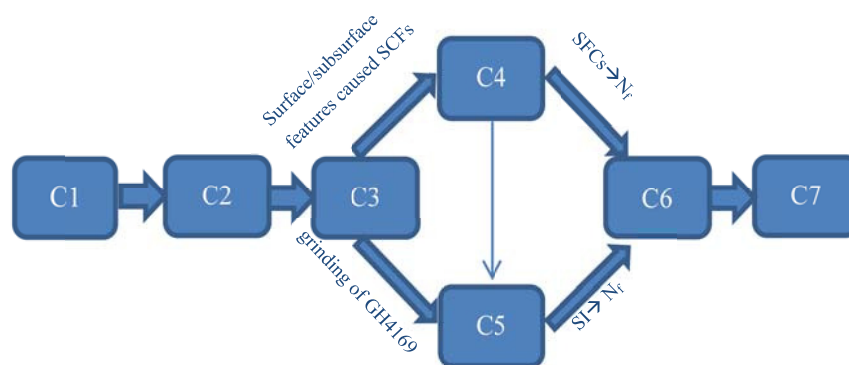 Surface/subsurface
features caused SCFs
SFCs→Nf
C4
C1
C2
C3
C6
C7
grinding of GH4169
C5
SI→ Nf